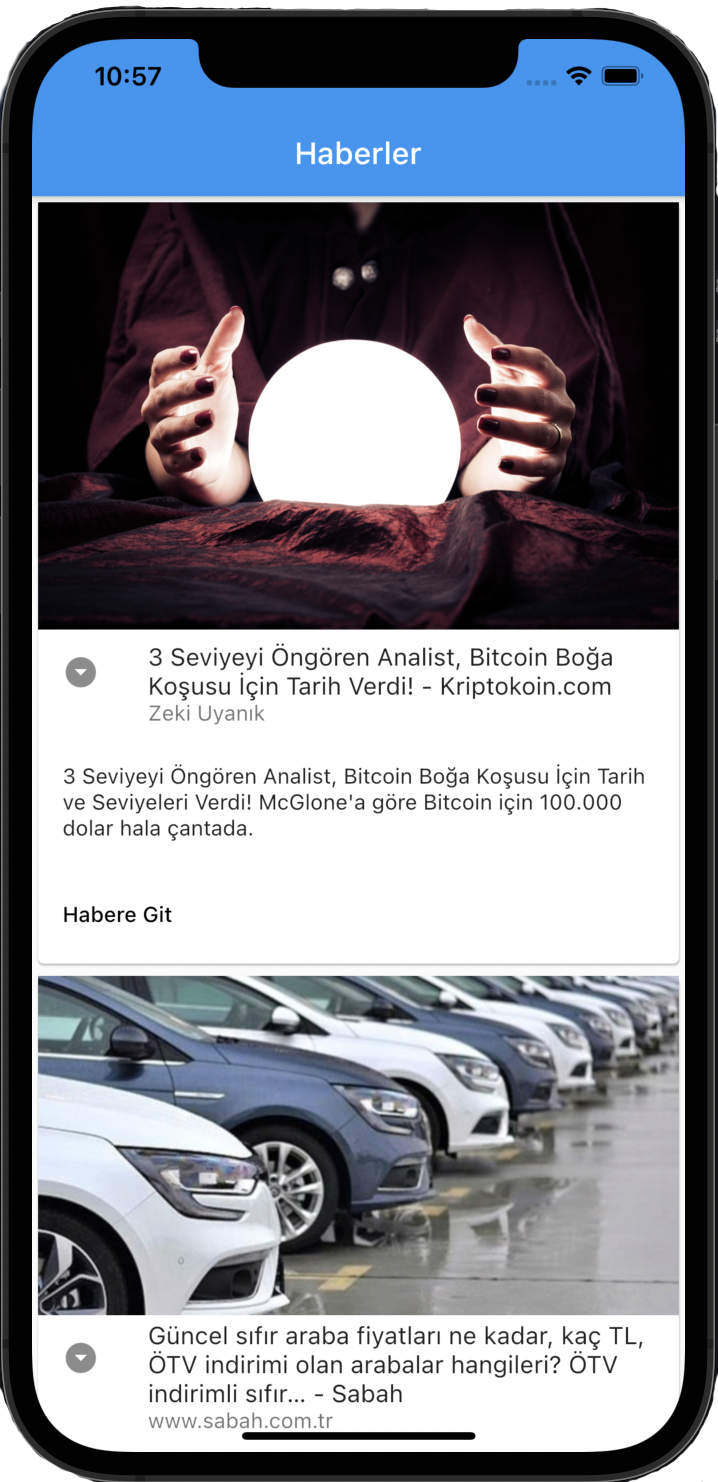 10:57
Haberler
3 Seviyeyi Öngören Analist, Bitcoin Boğa
Koşusu İçin Tarih Verdi! - Kriptokoin.com
Zeki Uyanık
3 Seviyeyi Öngören Analist, Bitcoin Boğa Koşusu İçin Tarih
ve Seviyeleri Verdi! McGlone'a göre Bitcoin için 100.000
dolar hala çantada.
Habere Git
Güncel sıfır araba fiyatları ne kadar, kaç TL,
ÖTV indirimi olan arabalar hangileri? ÖTV
indirimli sıfır... - Sabah
www.sabah.com.tr